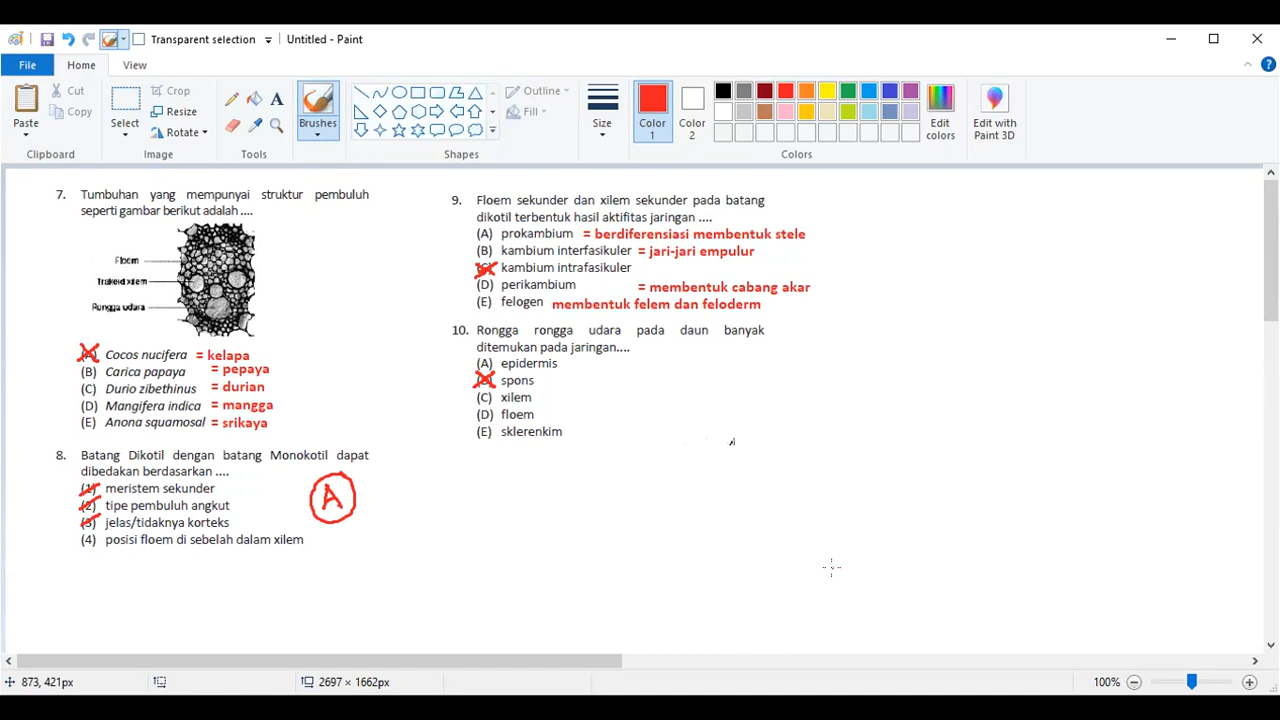 Transparent selection Untitled - Paint
File Home View
Paste Cut Copy
Select Crop Resize Rotate
Brushes
Outline Fill
Size
Color 1
Color 2
Edit colors
Edit with Paint 3D
Clipboard Image Tools Shapes Colors
7. Tumbuhan yang mempunyai struktur pembuluh
seperti gambar berikut adalah ....
Floem
Trakeid xilem
Rongga udara
(A) Cocos nucifera = kelapa
(B) Carica papaya = pepaya
(C) Durio zibethinus = durian
(D) Mangifera indica = mangga
(E) Anona squamosal = srikaya
8. Batang Dikotil dengan batang Monokotil dapat
dibedakan berdasarkan ....
(1) meristem sekunder
(2) tipe pembuluh angkut
(3) jelas/tidaknya korteks
(4) posisi floem di sebelah dalam xilem
A
9. Floem sekunder dan xilem sekunder pada batang
dikotil terbentuk hasil aktifitas jaringan ....
(A) prokambium = berdiferensiasi membentuk stele
(B) kambium interfasikuler = jari-jari empulur
(C) kambium intrafasikuler
(D) perikambium = membentuk cabang akar
(E) felogen membentuk felem dan feloderm
10. Rongga rongga udara pada daun banyak
ditemukan pada jaringan....
(A) epidermis
(B) spons
(C) xilem
(D) floem
(E) sklerenkim
873, 421px 2697 × 1662px 100%